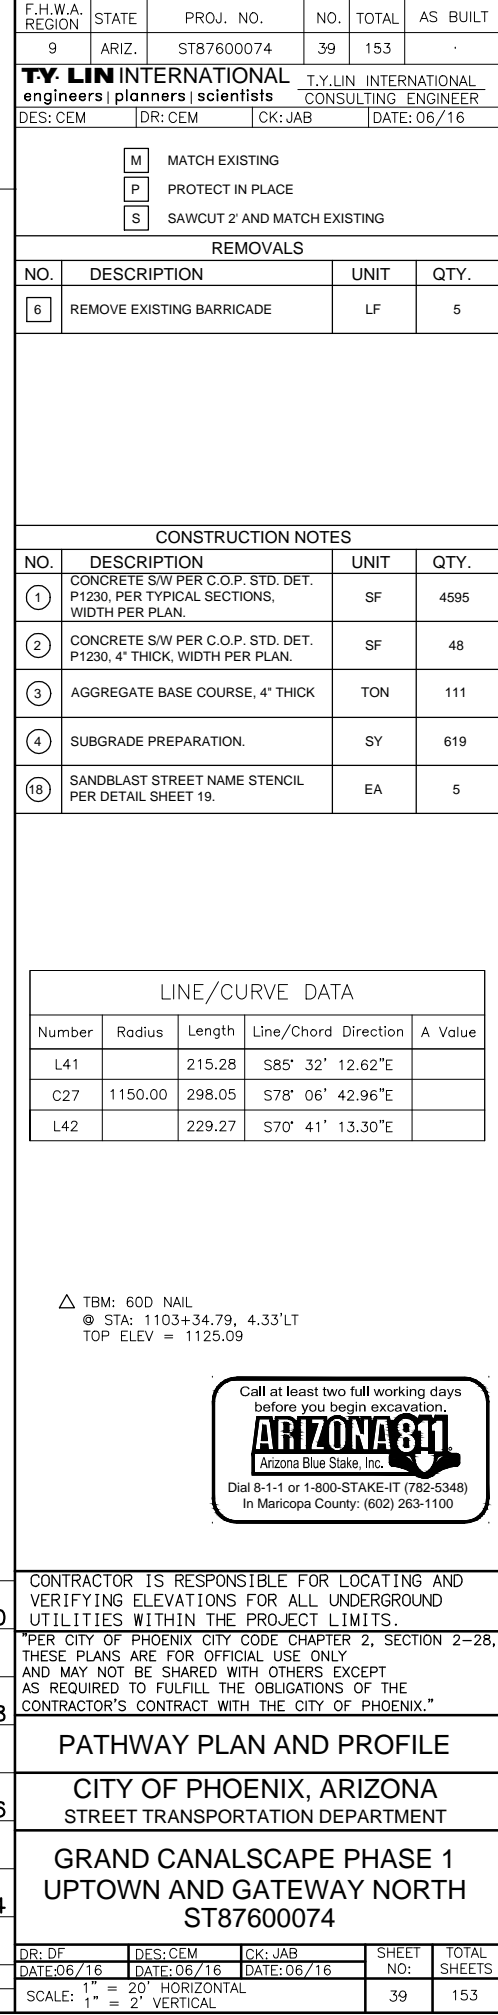 F.H.W.A. REGION STATE PROJ. NO. NO. TOTAL AS BUILT
9 ARIZ. ST87600074 39 153
T.Y. LIN INTERNATIONAL
engineers | planners | scientists
T.Y.LIN INTERNATIONAL
CONSULTING ENGINEER
DES: CEM DR: CEM CK: JAB DATE: 06/16
M MATCH EXISTING
P PROTECT IN PLACE
S SAWCUT 2' AND MATCH EXISTING
REMOVALS
NO. DESCRIPTION UNIT QTY.
6 REMOVE EXISTING BARRICADE LF 5
CONSTRUCTION NOTES
NO. DESCRIPTION UNIT QTY.
1 CONCRETE S/W PER C.O.P. STD. DET.
P1230, PER TYPICAL SECTIONS, SF 4595
WIDTH PER PLAN.
2 CONCRETE S/W PER C.O.P. STD. DET. SF 48
P1230, 4" THICK, WIDTH PER PLAN.
3 AGGREGATE BASE COURSE, 4" THICK TON 111
4 SUBGRADE PREPARATION. SY 619
18 SANDBLAST STREET NAME STENCIL EA 5
PER DETAIL SHEET 19.
LINE/CURVE DATA
Number Radius Length Line/Chord Direction A Value
L41 215.28 S85° 32' 12.62"E
C27 1150.00 298.05 S78° 06' 42.96"E
L42 229.27 S70° 41' 13.30"E
TBM: 60D NAIL
@ STA: 1103+34.79, 4.33'LT
TOP ELEV = 1125.09
Call at least two full working days
before you begin excavation.
ARIZONA 811
Arizona Blue Stake, Inc.
Dial 8-1-1 or 1-800-STAKE-IT (782-5348)
In Maricopa County: (602) 263-1100
CONTRACTOR IS RESPONSIBLE FOR LOCATING AND
VERIFYING ELEVATIONS FOR ALL UNDERGROUND
UTILITIES WITHIN THE PROJECT LIMITS.
"PER CITY OF PHOENIX CITY CODE CHAPTER 2, SECTION 2-28,
THESE PLANS ARE FOR OFFICIAL USE ONLY
AND MAY NOT BE SHARED WITH OTHERS EXCEPT
AS REQUIRED TO FULFILL THE OBLIGATIONS OF THE
CONTRACTOR'S CONTRACT WITH THE CITY OF PHOENIX."
PATHWAY PLAN AND PROFILE
CITY OF PHOENIX, ARIZONA
STREET TRANSPORTATION DEPARTMENT
GRAND CANALSCAPE PHASE 1
UPTOWN AND GATEWAY NORTH
ST87600074
DR: DF DES: CEM CK: JAB SHEET TOTAL
DATE:06/16 DATE:06/16 DATE:06/16 NO: SHEETS
SCALE: 1" = 20' HORIZONTAL 39 153
1" = 2' VERTICAL